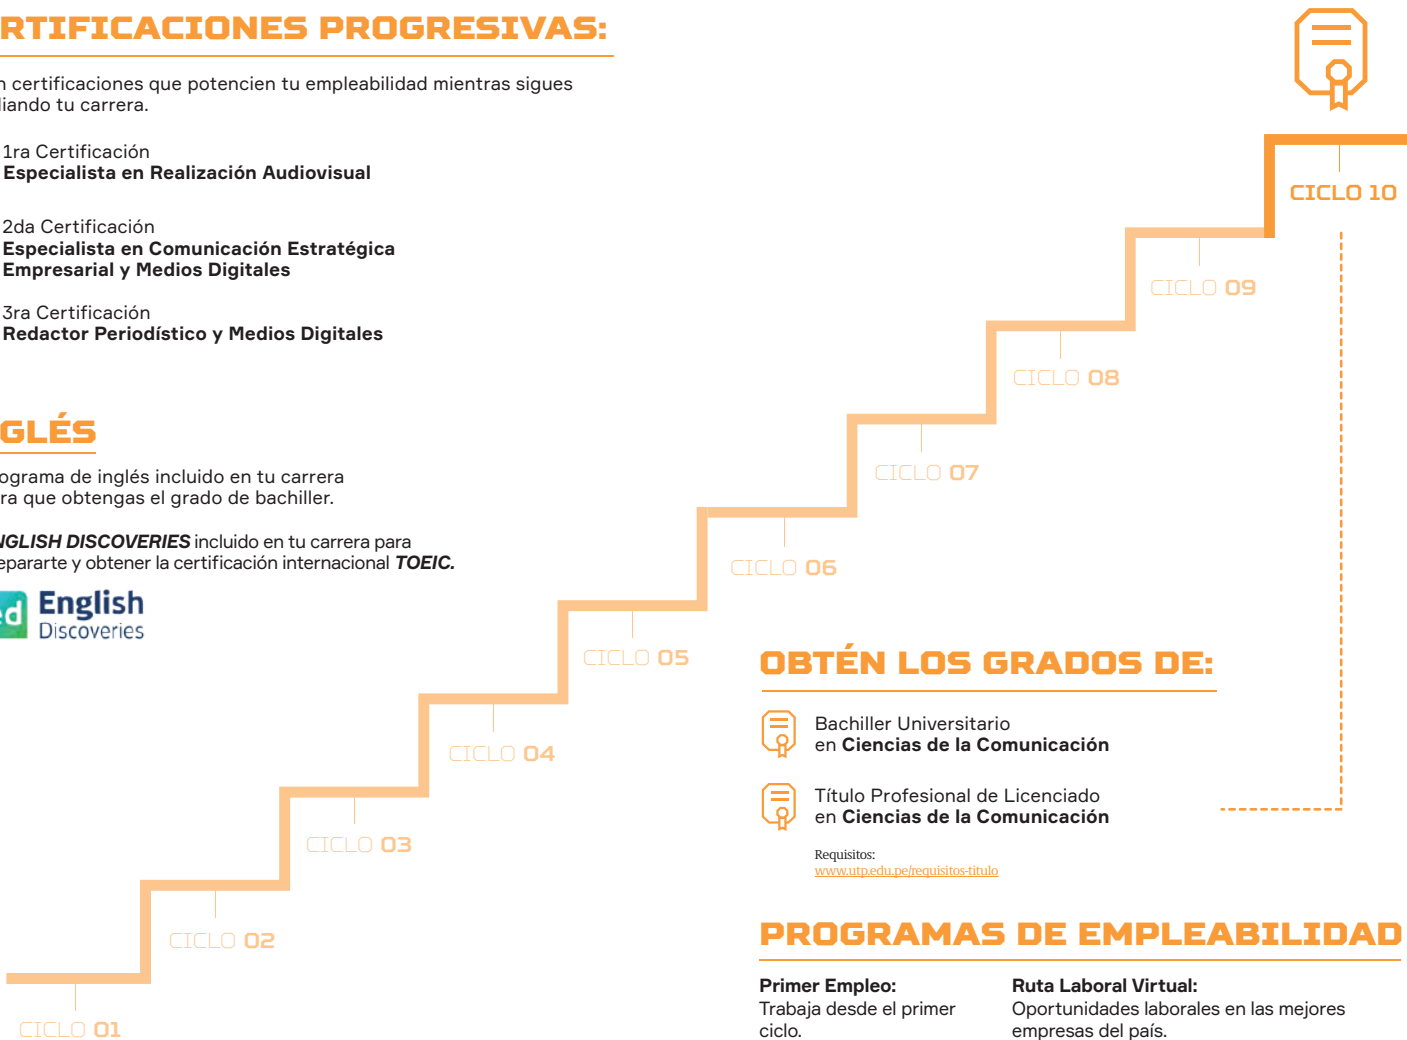 RTIFICACIONES PROGRESIVAS:
n certificaciones que potencien tu empleabilidad mientras sigues
diando tu carrera.
1ra Certificación
Especialista en Realización Audiovisual
2da Certificación
Especialista en Comunicación Estratégica
Empresarial y Medios Digitales
3ra Certificación
Redactor Periodístico y Medios Digitales
GLÉS
ograma de inglés incluido en tu carrera
ra que obtengas el grado de bachiller.
NGLISH DISCOVERIES incluido en tu carrera para
epararte y obtener la certificación internacional TOEIC.
ed English
Discoveries
CICLO 10
CICLO 09
CICLO 08
CICLO 07
CICLO 06
CICLO 05
CICLO 04
CICLO 03
CICLO 02
CICLO 01
OBTÉN LOS GRADOS DE:
Bachiller Universitario
en Ciencias de la Comunicación
Título Profesional de Licenciado
en Ciencias de la Comunicación
Requisitos:
www.utp.edu.pe/requisitos-titulo
PROGRAMAS DE EMPLEABILIDAD
Primer Empleo:
Trabaja desde el primer
ciclo.
Ruta Laboral Virtual:
Oportunidades laborales en las mejores
empresas del país.